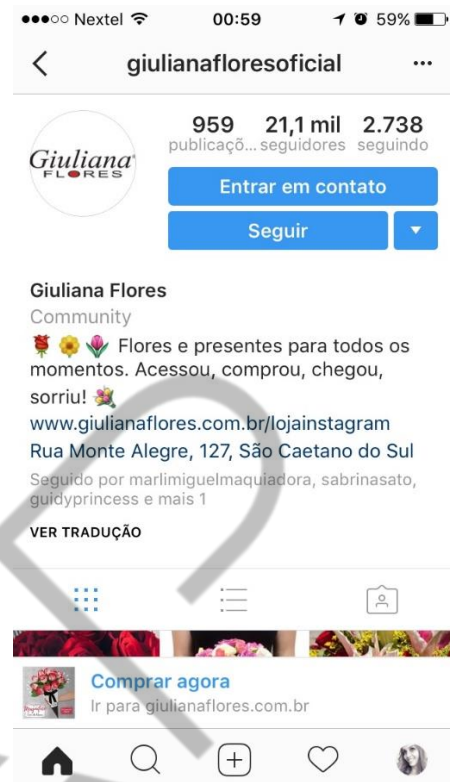 Nextel 00:59 59%
giulianafloresoficial
959 21,1 mil 2.738
publicaçõ... seguidores seguindo
Giuliana
FLORES
Entrar em contato
Seguir
Giuliana Flores
Community
Flores e presentes para todos os
momentos. Acessou, comprou, chegou,
sorriu!
www.giulianaflores.com.br/lojainstagram
Rua Monte Alegre, 127, São Caetano do Sul
Seguido por marlimiguelmaquiadora, sabrinasato,
guidyprincess e mais 1
VER TRADUÇÃO
Comprar agora
Ir para giulianaflores.com.br